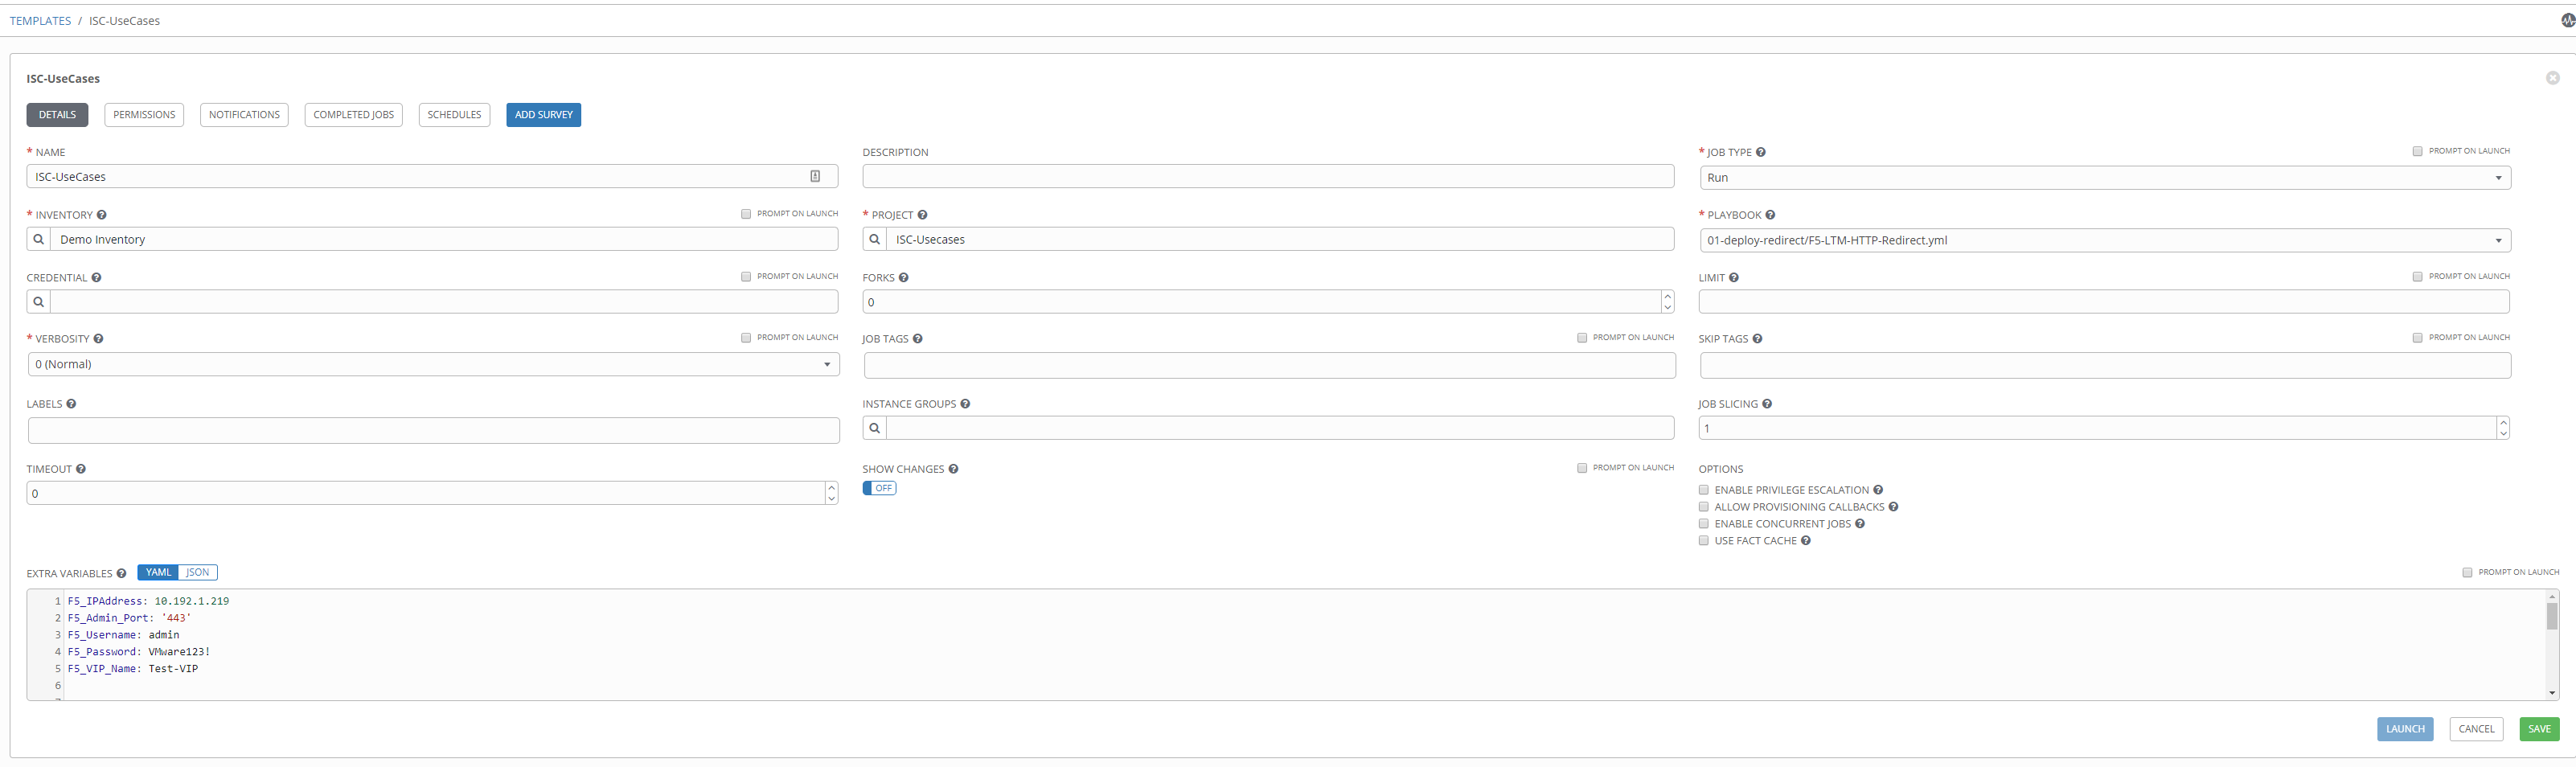 TEMPLATES / ISC-UseCases
ISC-UseCases
DETAILS PERMISSIONS NOTIFICATIONS COMPLETED JOBS SCHEDULES ADD SURVEY
* NAME DESCRIPTION * JOB TYPE PROMPT ON LAUNCH
ISC-UseCases Run
* INVENTORY PROMPT ON LAUNCH * PROJECT * PLAYBOOK
Demo Inventory ISC-Usecases 01-deploy-redirect/F5-LTM-HTTP-Redirect.yml
CREDENTIAL PROMPT ON LAUNCH FORKS LIMIT PROMPT ON LAUNCH
0
* VERBOSITY PROMPT ON LAUNCH JOB TAGS PROMPT ON LAUNCH SKIP TAGS PROMPT ON LAUNCH
0 (Normal)
LABELS INSTANCE GROUPS JOB SLICING
1
TIMEOUT SHOW CHANGES PROMPT ON LAUNCH OPTIONS
0 OFF
ENABLE PRIVILEGE ESCALATION
ALLOW PROVISIONING CALLBACKS
ENABLE CONCURRENT JOBS
USE FACT CACHE
EXTRA VARIABLES YAML JSON PROMPT ON LAUNCH
1 F5_IPAddress: 10.192.1.219
2 F5_Admin_Port: '443'
3 F5_Username: admin
4 F5_Password: VMware123!
5 F5_VIP_Name: Test-VIP
6
LAUNCH CANCEL SAVE